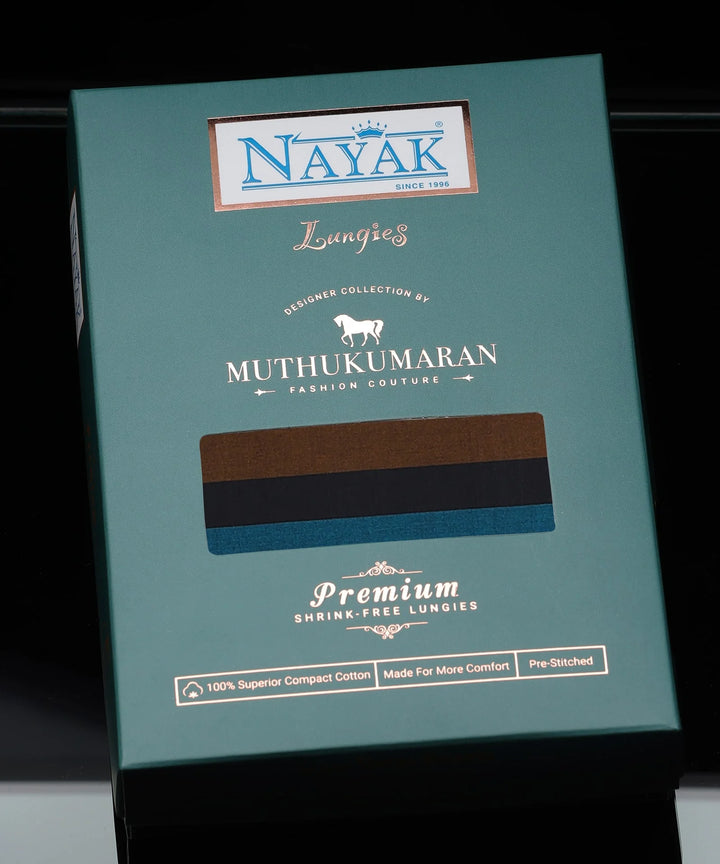 NAYAK®
SINCE 1996
Lungies
DESIGNER COLLECTION BY
MUTHUKUMARAN
FASHION COUTURE
Premium
SHRINK-FREE LUNGIES
100% Superior Compact Cotton Made For More Comfort Pre-Stitched